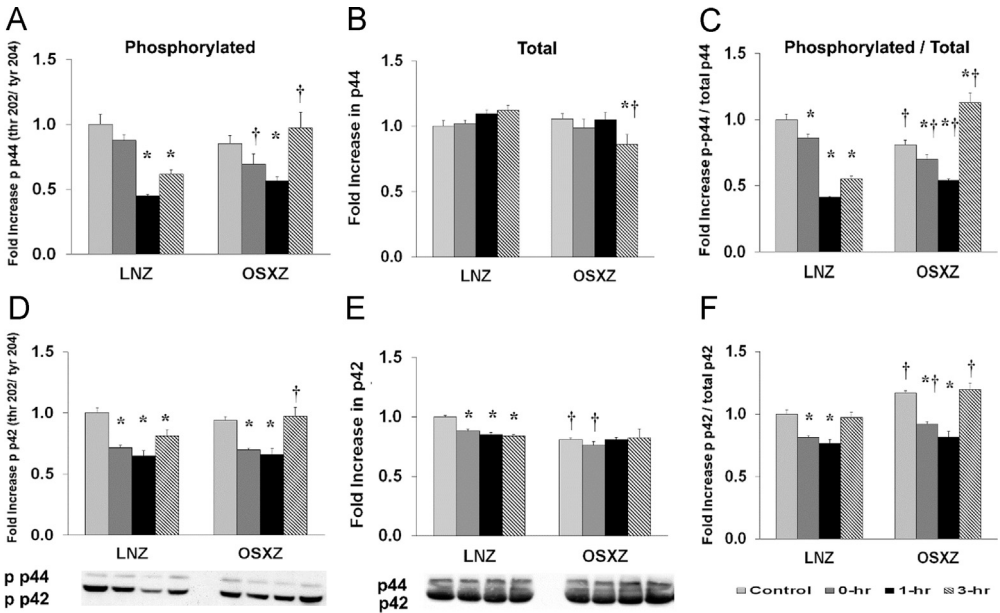 A
Phosphorylated
Fold Increase p p44 (thr 202/ tyr 204)
1.5
1.0
0.5
0.0
* * † * †
LNZ OSXZ
B
Total
Fold Increase in p44
1.5
1.0
0.5
0.0
*†
LNZ OSXZ
C
Phosphorylated / Total
Fold Increase p-p44 / total p44
1.5
1.0
0.5
0.0
* * * † *† *† *†
LNZ OSXZ
D
Fold Increase p p42 (thr 202/ tyr 204)
1.5
1.0
0.5
0.0
* * * * * †
LNZ OSXZ
p p44
p p42
E
Fold Increase in p42
1.5
1.0
0.5
0.0
* * * † †
LNZ OSXZ
p44
p42
F
Fold Increase p p42 / total p42
1.5
1.0
0.5
0.0
* * † *† * †
LNZ OSXZ
Control 0-hr 1-hr 3-hr